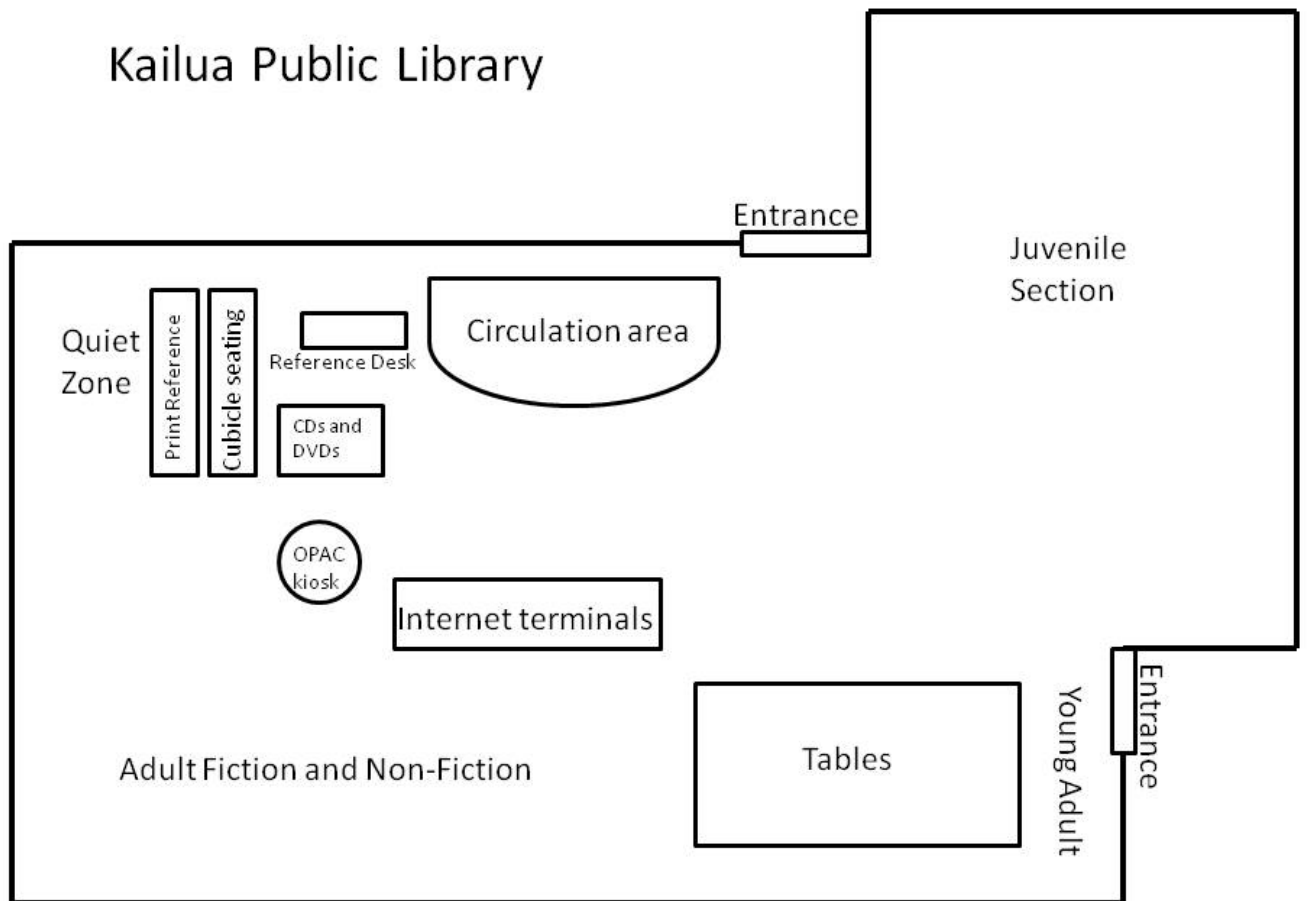 Kailua Public Library
Entrance
Juvenile
Section
Quiet
Zone
Print Reference
Cubicle seating
Reference Desk
Circulation area
CDs and
DVDs
OPAC
kiosk
Internet terminals
Adult Fiction and Non-Fiction
Tables
Young Adult
Entrance